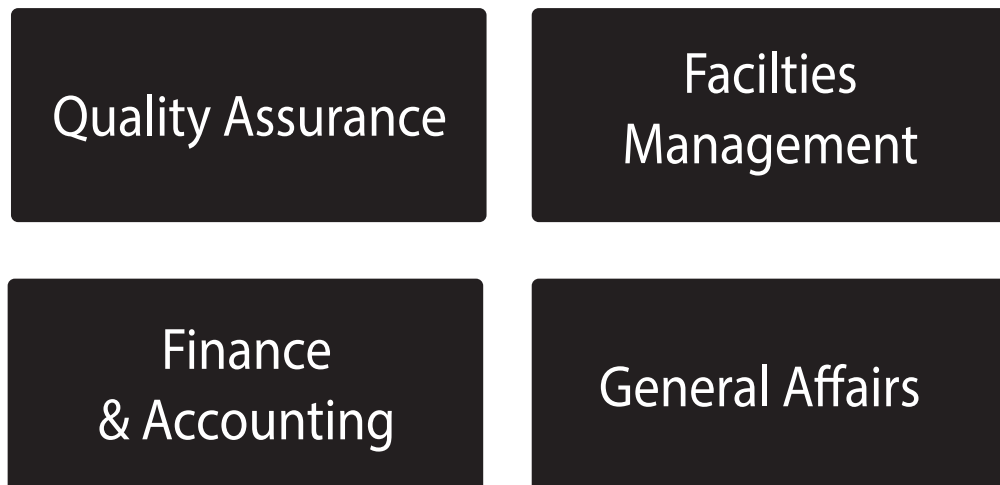 Quality Assurance
Facilties
Management
Finance
& Accounting
General Affairs